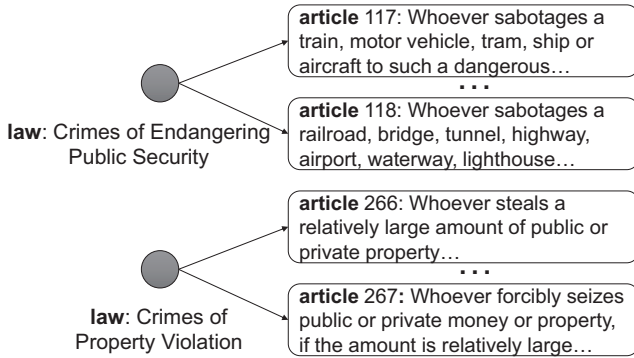 article 117: Whoever sabotages a
train, motor vehicle, tram, ship or
aircraft to such a dangerous…
...
law: Crimes of Endangering
Public Security
article 118: Whoever sabotages a
railroad, bridge, tunnel, highway,
airport, waterway, lighthouse…
article 266: Whoever steals a
relatively large amount of public or
private property…
...
law: Crimes of
Property Violation
article 267: Whoever forcibly seizes
public or private money or property,
if the amount is relatively large…